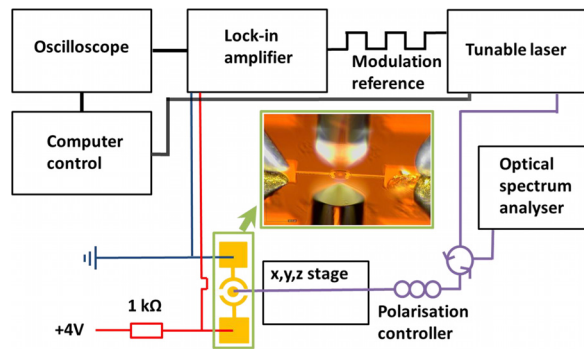 Oscilloscope
Lock-in
amplifier
Modulation
reference
Tunable laser
Computer
control
Optical
spectrum
analyser
x,y,z stage
Polarisation
controller
1 kΩ
+4V